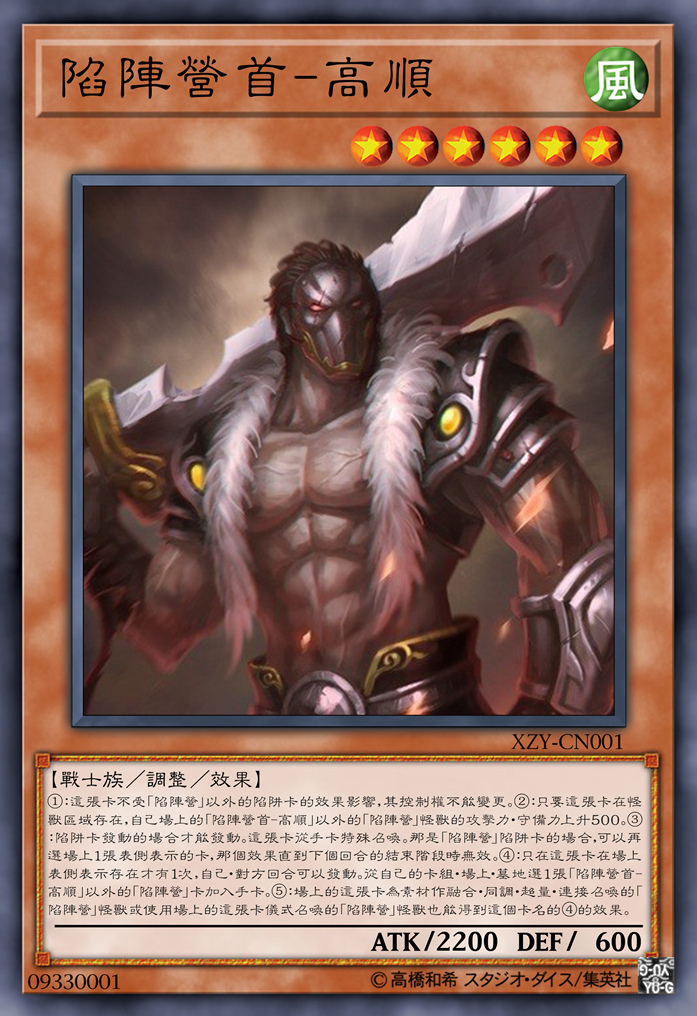 陷陣營首-高順
風
XZY-CN001
【戰士族／調整／效果】
①:這張卡不受「陷陣營」以外的陷阱卡的效果影響,其控制權不能變更。②:只要這張卡在怪
獸區域存在,自己場上的「陷陣營首-高順」以外的「陷陣營」怪獸的攻擊力·守備力上升500。③
:陷阱卡發動的場合才能發動。這張卡從手卡特殊召喚。那是「陷陣營」陷阱卡的場合,可以再
選場上1張表側表示的卡,那個效果直到下個回合的結束階段時無效。④:只在這張卡在場上
表側表示存在才有1次,自己·對方回合可以發動。從自己的卡組·場上·墓地選1張「陷陣營首-
高順」以外的「陷陣營」卡加入手卡。⑤:場上的這張卡為素材作融合·同調·超量·連接召喚的「
陷陣營」怪獸或使用場上的這張卡儀式召喚的「陷陣營」怪獸也能得到這個卡名的④的效果。
ATK/2200 DEF/ 600
09330001
©高橋和希 スタジオ・ダイス/集英社
YU-G